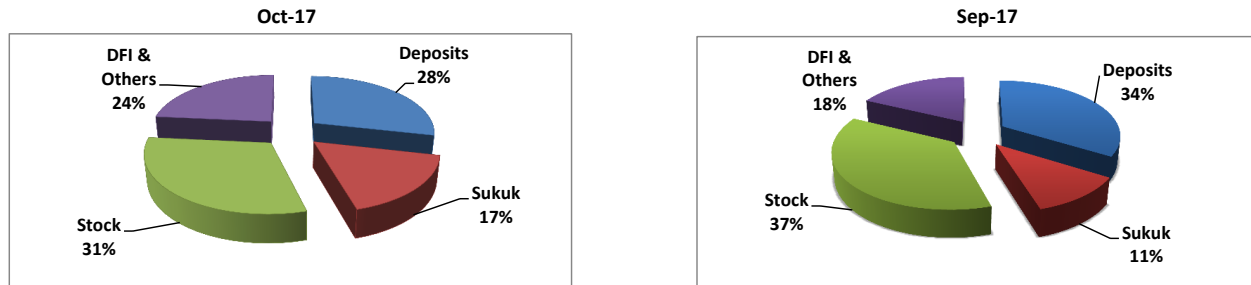 Oct-17
DFI &
Others
24%
Deposits
28%
Stock
31%
Sukuk
17%
Sep-17
DFI &
Others
18%
Deposits
34%
Stock
37%
Sukuk
11%